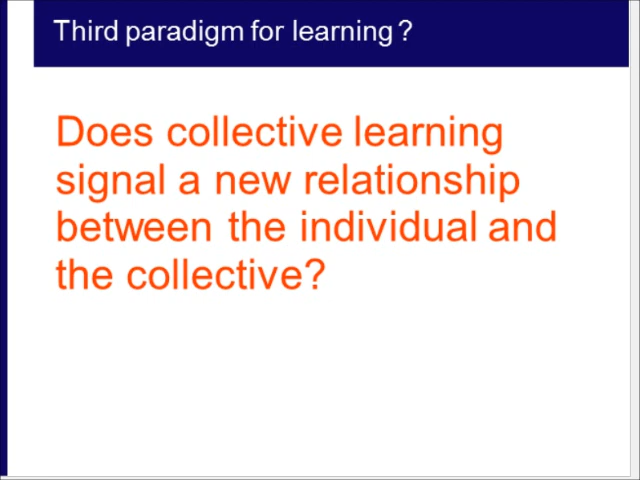 Third paradigm for learning ?
Does collective learning
signal a new relationship
between the individual and
the collective?